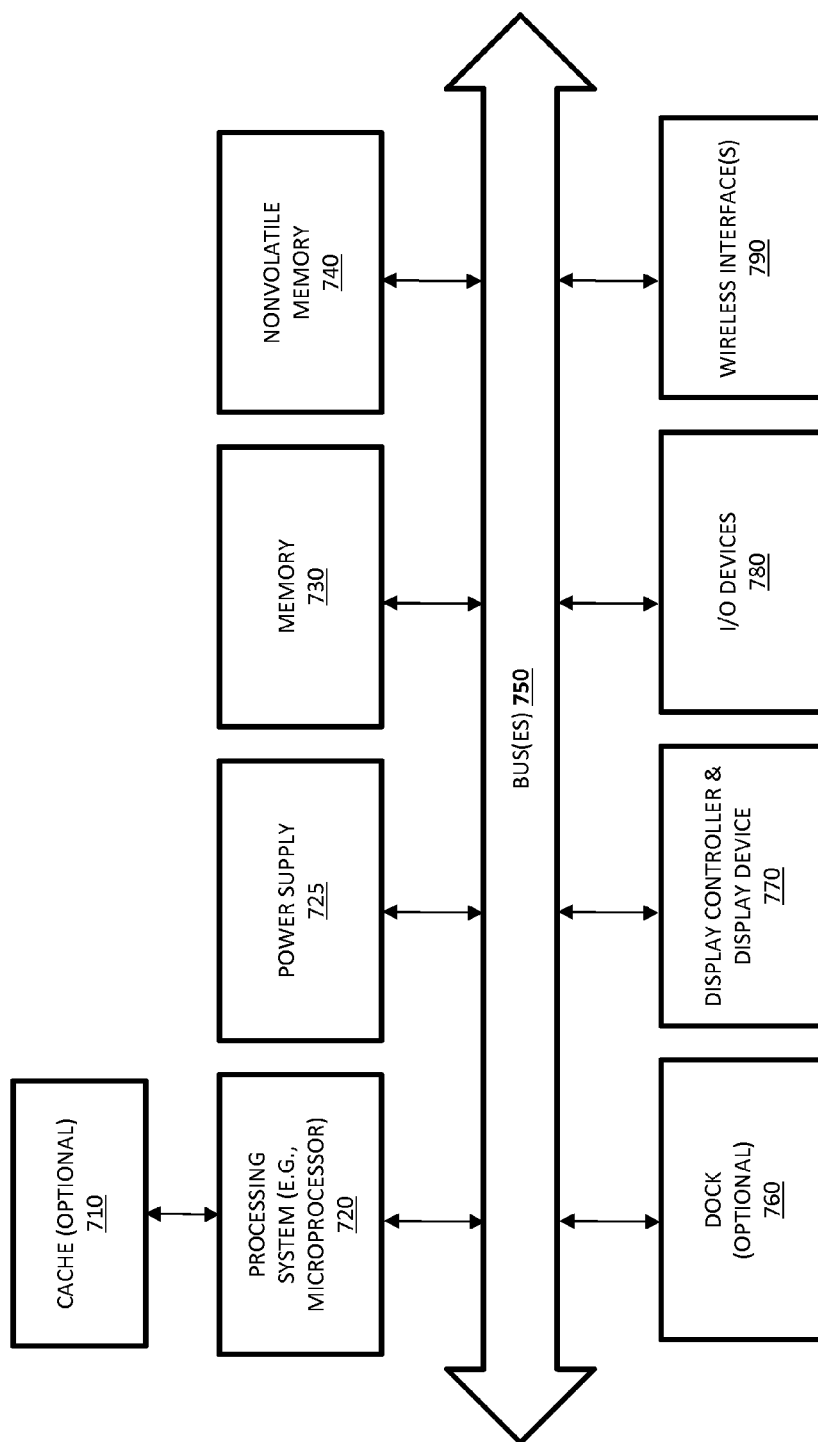 CACHE (OPTIONAL)
710
PROCESSING
SYSTEM (E.G.,
MICROPROCESSOR)
720
POWER SUPPLY
725
MEMORY
730
NONVOLATILE
MEMORY
740
BUS(ES) 750
DOCK
(OPTIONAL)
760
DISPLAY CONTROLLER &
DISPLAY DEVICE
770
I/O DEVICES
780
WIRELESS INTERFACE(S)
790